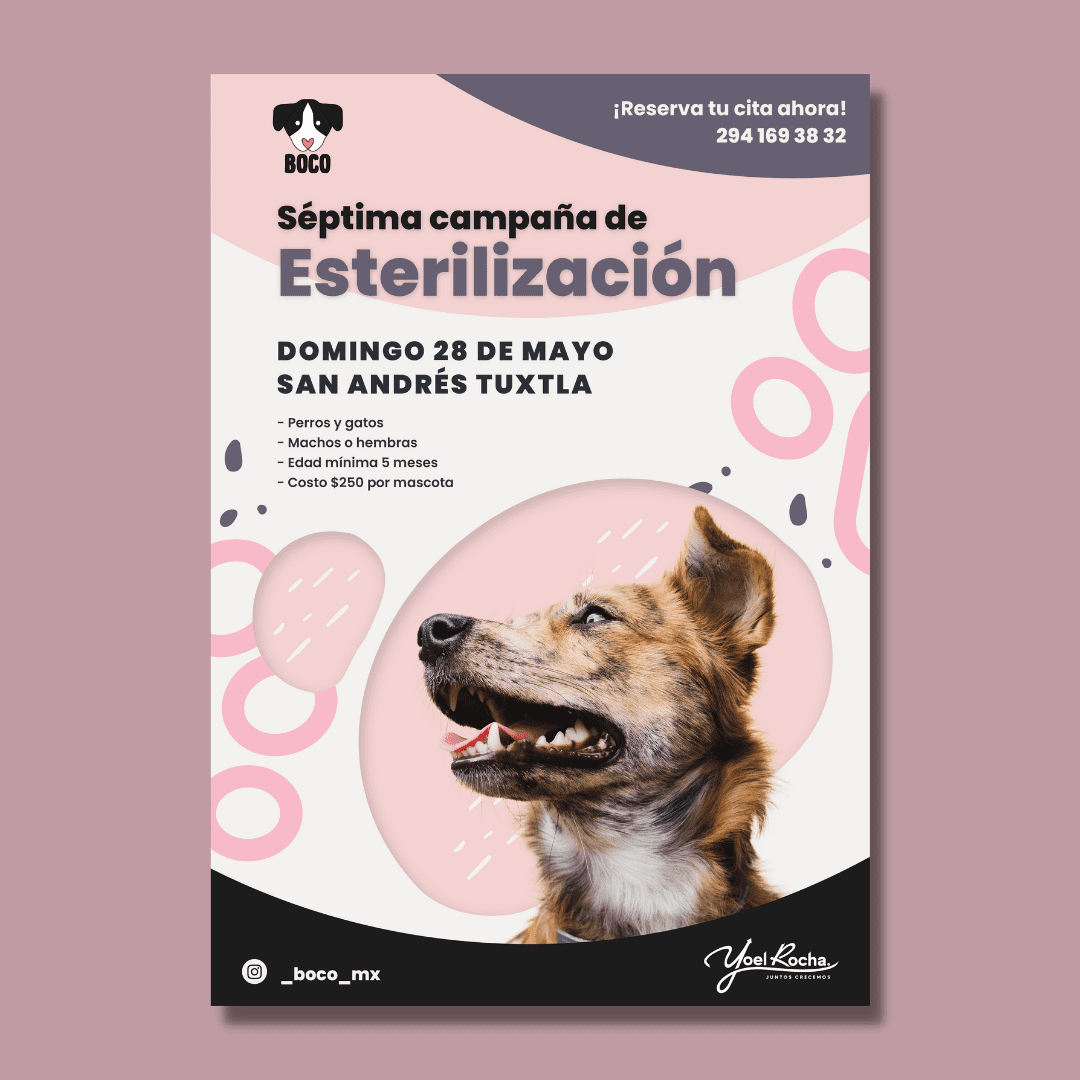 BOCO
¡Reserva tu cita ahora!
294 169 38 32
Séptima campaña de
Esterilización
DOMINGO 28 DE MAYO
SAN ANDRÉS TUXTLA
- Perros y gatos
- Machos o hembras
- Edad mínima 5 meses
- Costo $250 por mascota
_boco_mx
Yoel Rocha.
JUNTOS CRECEMOS